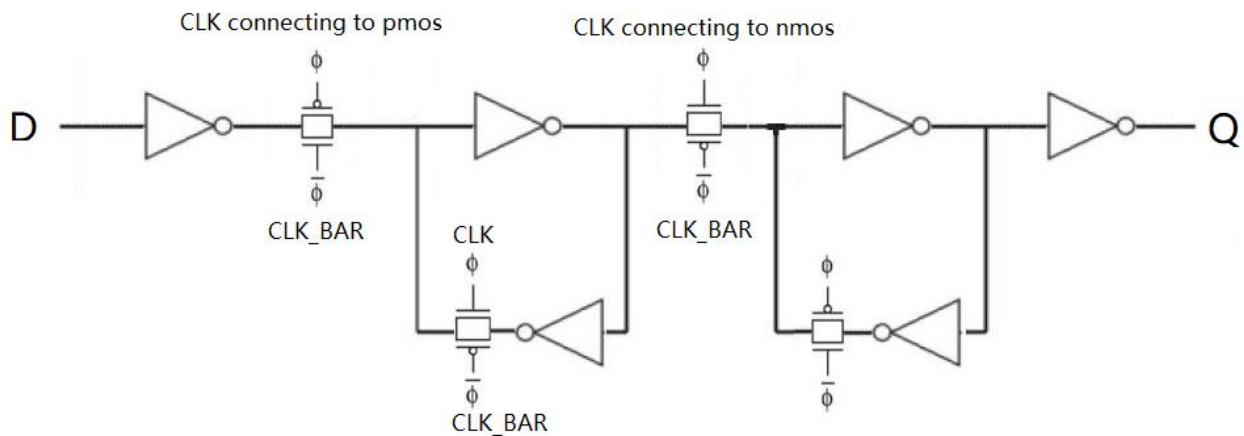 CLK connecting to pmos
CLK connecting to nmos
ϕ
ϕ
D
Q
ϕ̅
ϕ̅
CLK_BAR
CLK_BAR
CLK
ϕ
ϕ
ϕ̅
ϕ̅
CLK_BAR